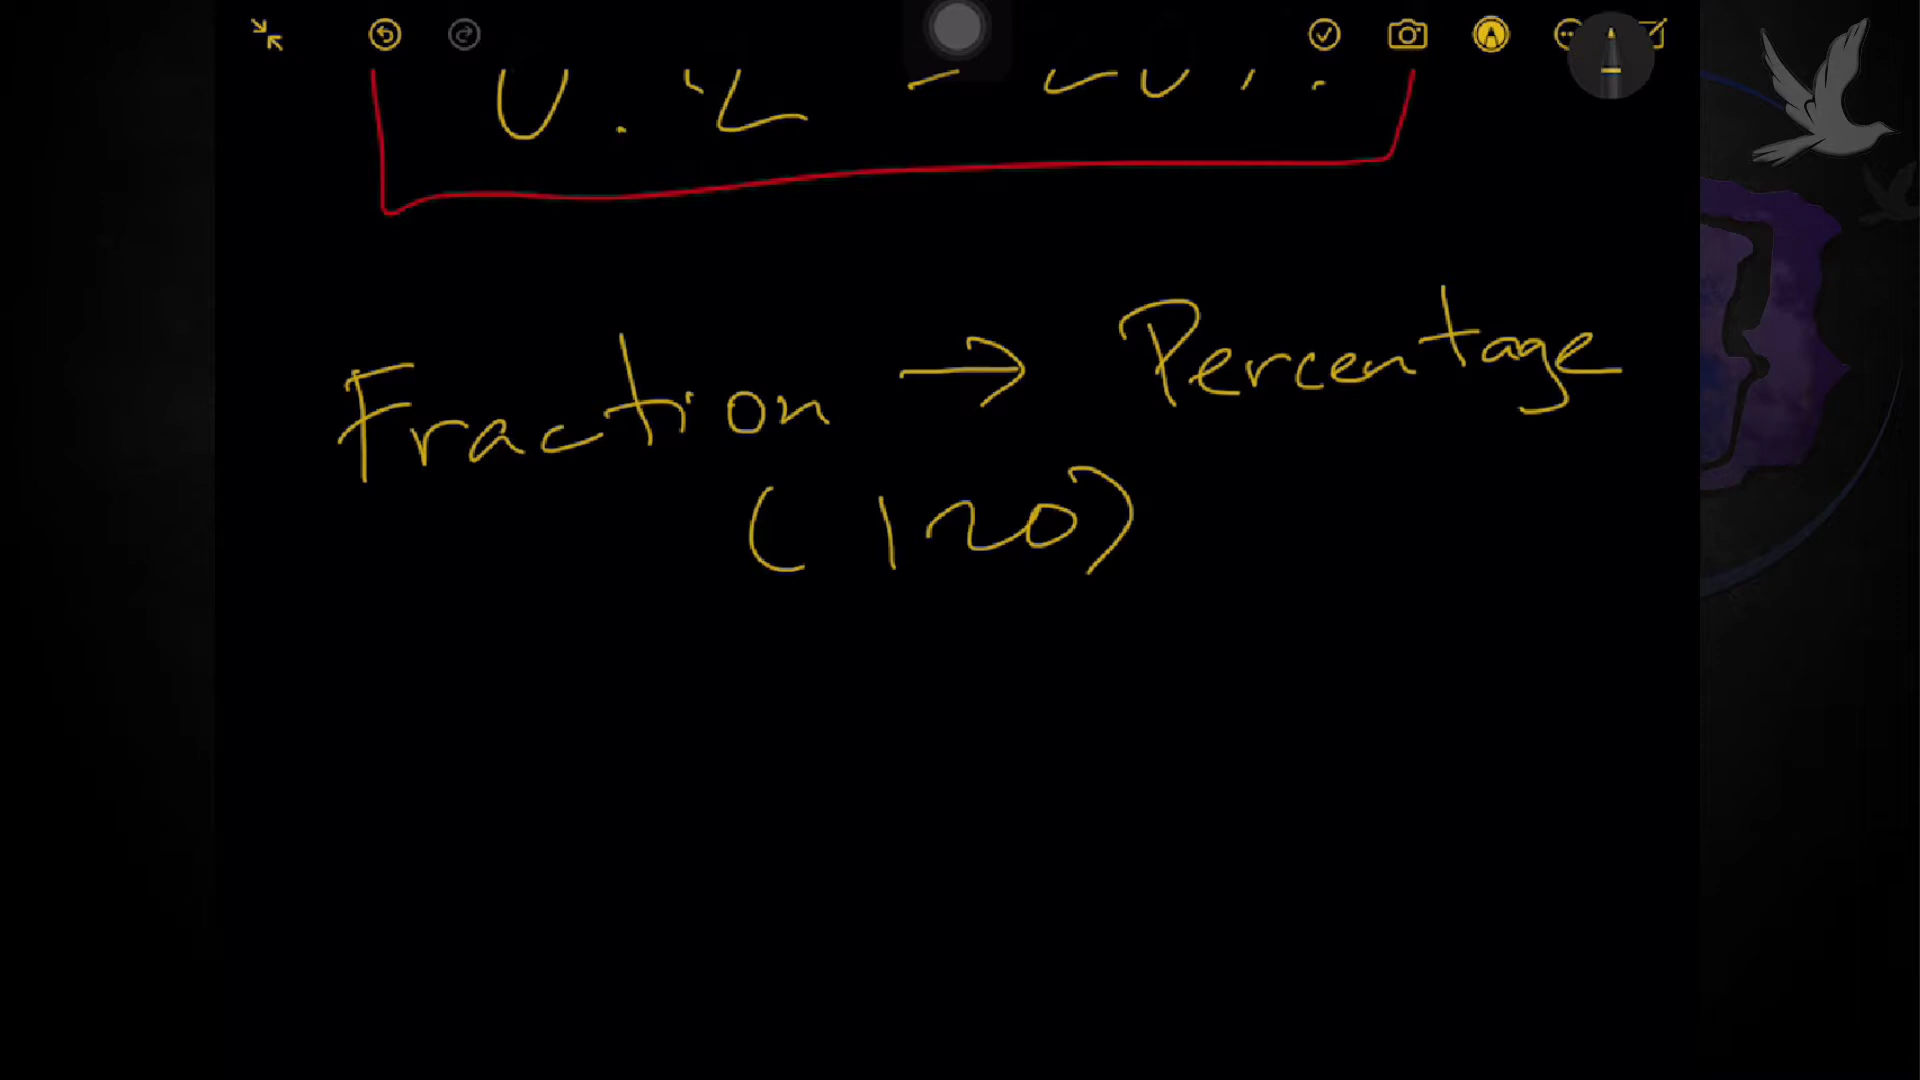 Fraction → Percentage
(120)